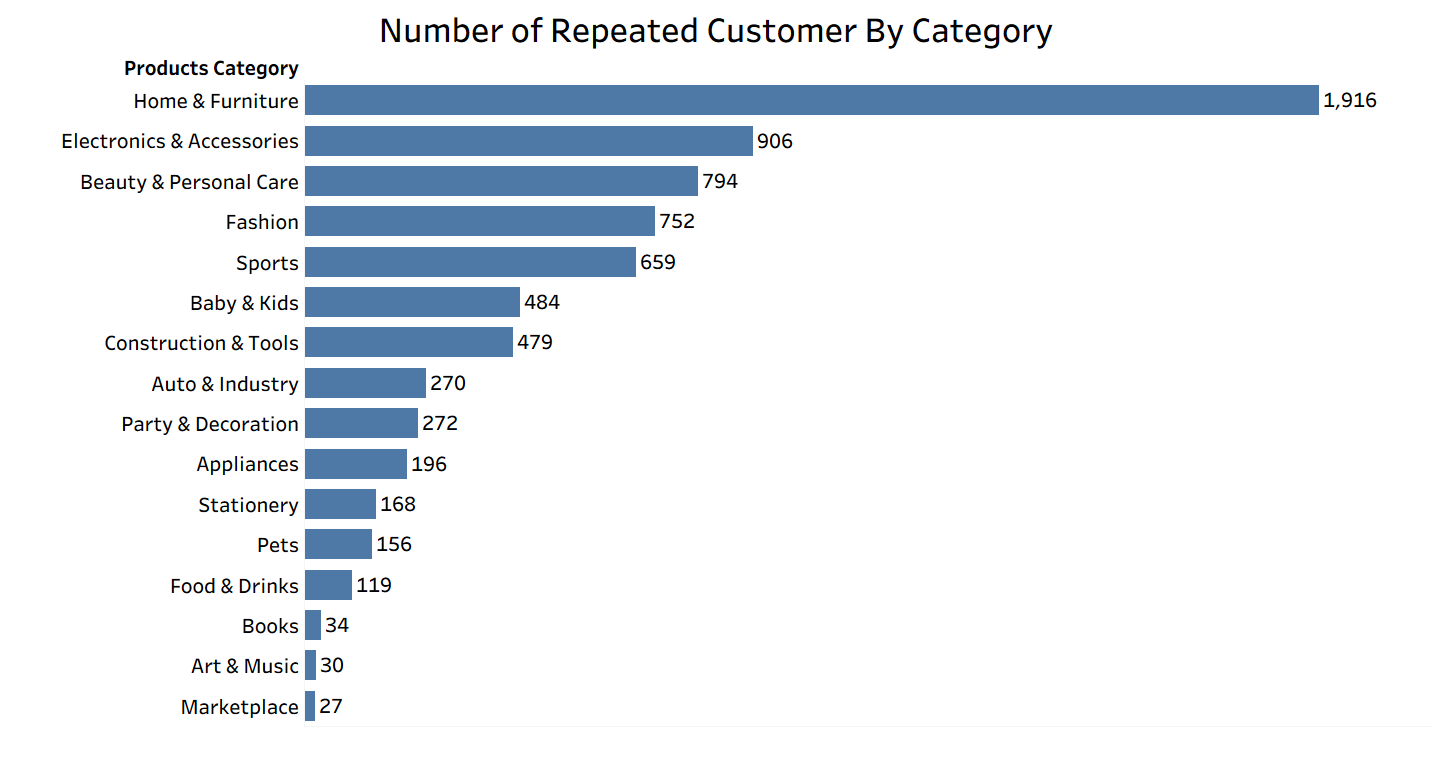 Number of Repeated Customer By Category
Products Category
Home & Furniture 1,916
Electronics & Accessories 906
Beauty & Personal Care 794
Fashion 752
Sports 659
Baby & Kids 484
Construction & Tools 479
Auto & Industry 270
Party & Decoration 272
Appliances 196
Stationery 168
Pets 156
Food & Drinks 119
Books 34
Art & Music 30
Marketplace 27